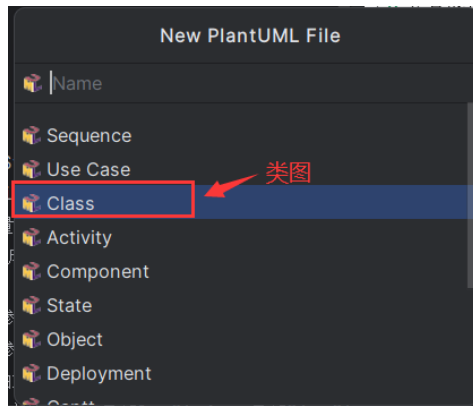 New PlantUML File
Name
Sequence
Use Case
类图
Class
Activity
Component
State
Object
Deployment